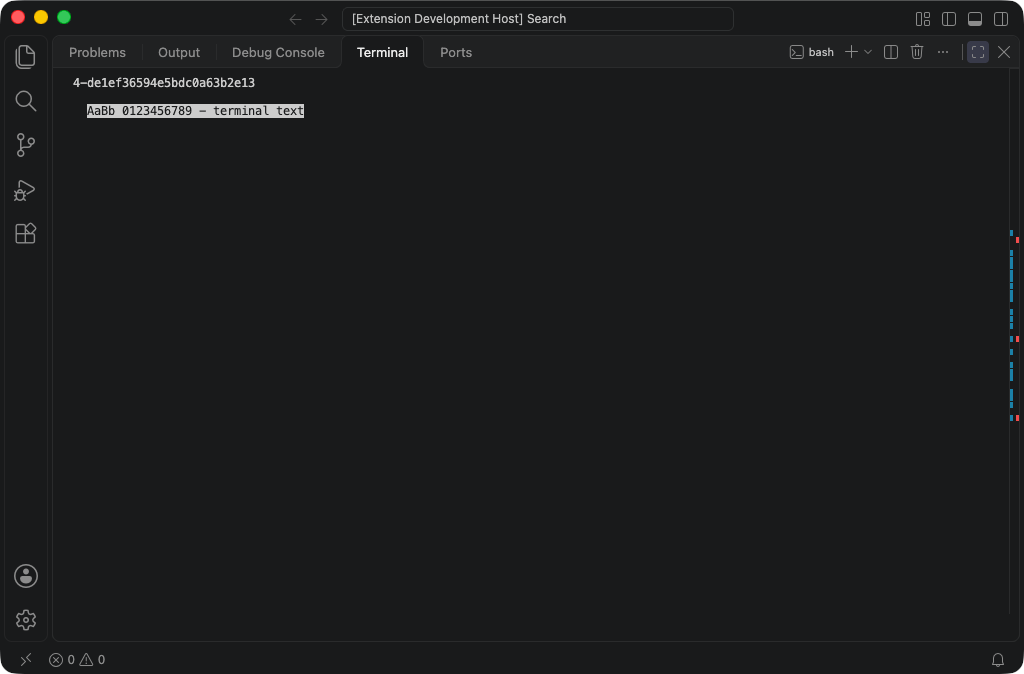 [Extension Development Host] Search
Problems Output Debug Console Terminal Ports bash
4-de1ef36594e5bdc0a63b2e13
AaBb 0123456789 - terminal text
0 0